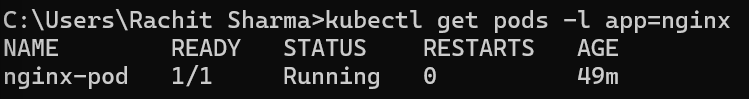 C:\Users\Rachit Sharma>kubectl get pods -l app=nginx
NAME        READY   STATUS    RESTARTS   AGE
nginx-pod   1/1     Running   0          49m